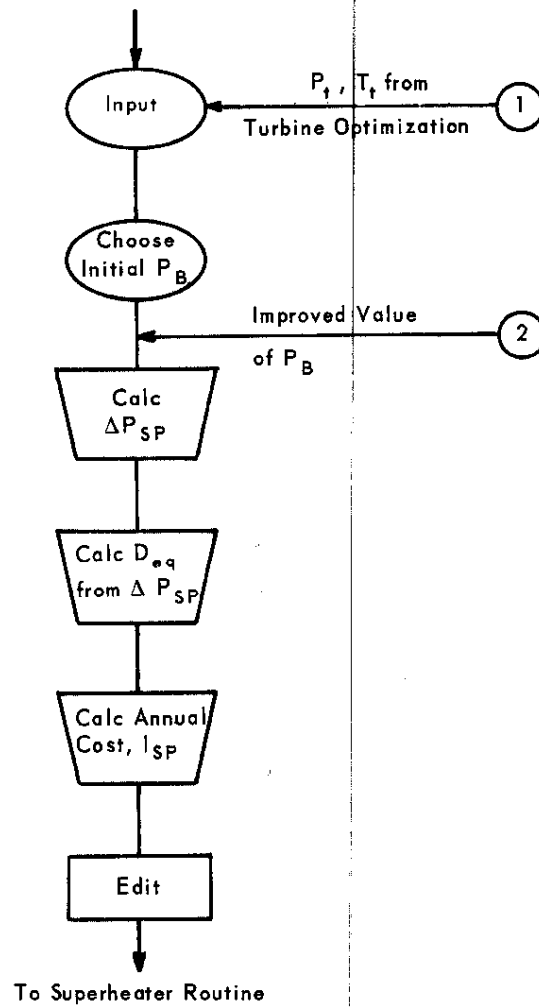 Input
P_t , T_t from
Turbine Optimization
1
Choose
Initial P_B
Improved Value
of P_B
2
Calc
ΔP_SP
Calc D_eq
from Δ P_SP
Calc Annual
Cost, I_SP
Edit
To Superheater Routine